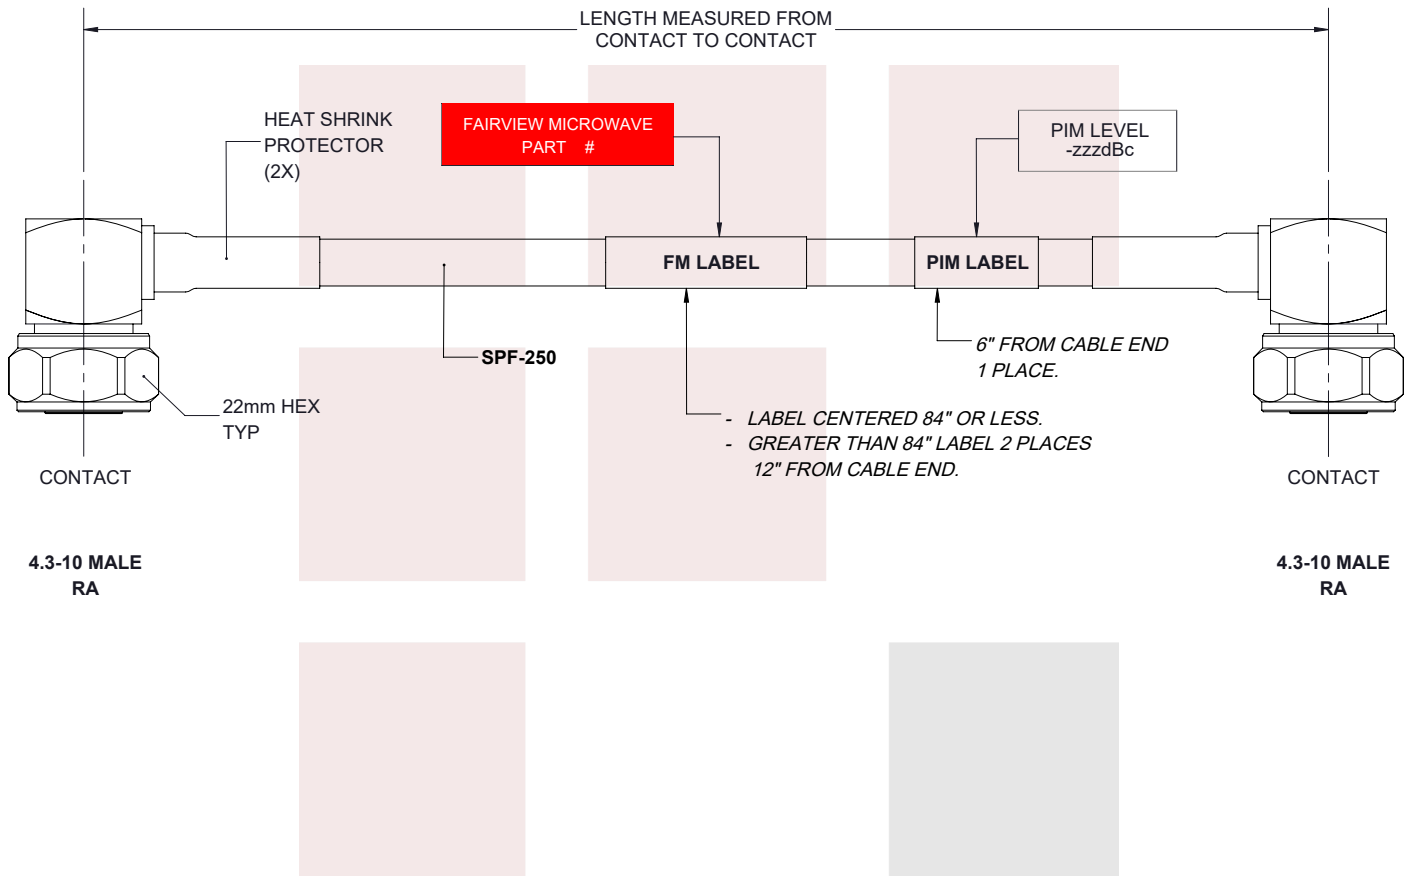 LENGTH MEASURED FROM
CONTACT TO CONTACT
HEAT SHRINK
PROTECTOR
(2X)
FAIRVIEW MICROWAVE
PART #
PIM LEVEL
-zzzdBc
FM LABEL
PIM LABEL
SPF-250
6" FROM CABLE END
1 PLACE.
22mm HEX
TYP
- LABEL CENTERED 84" OR LESS.
- GREATER THAN 84" LABEL 2 PLACES
12" FROM CABLE END.
CONTACT
CONTACT
4.3-10 MALE
RA
4.3-10 MALE
RA